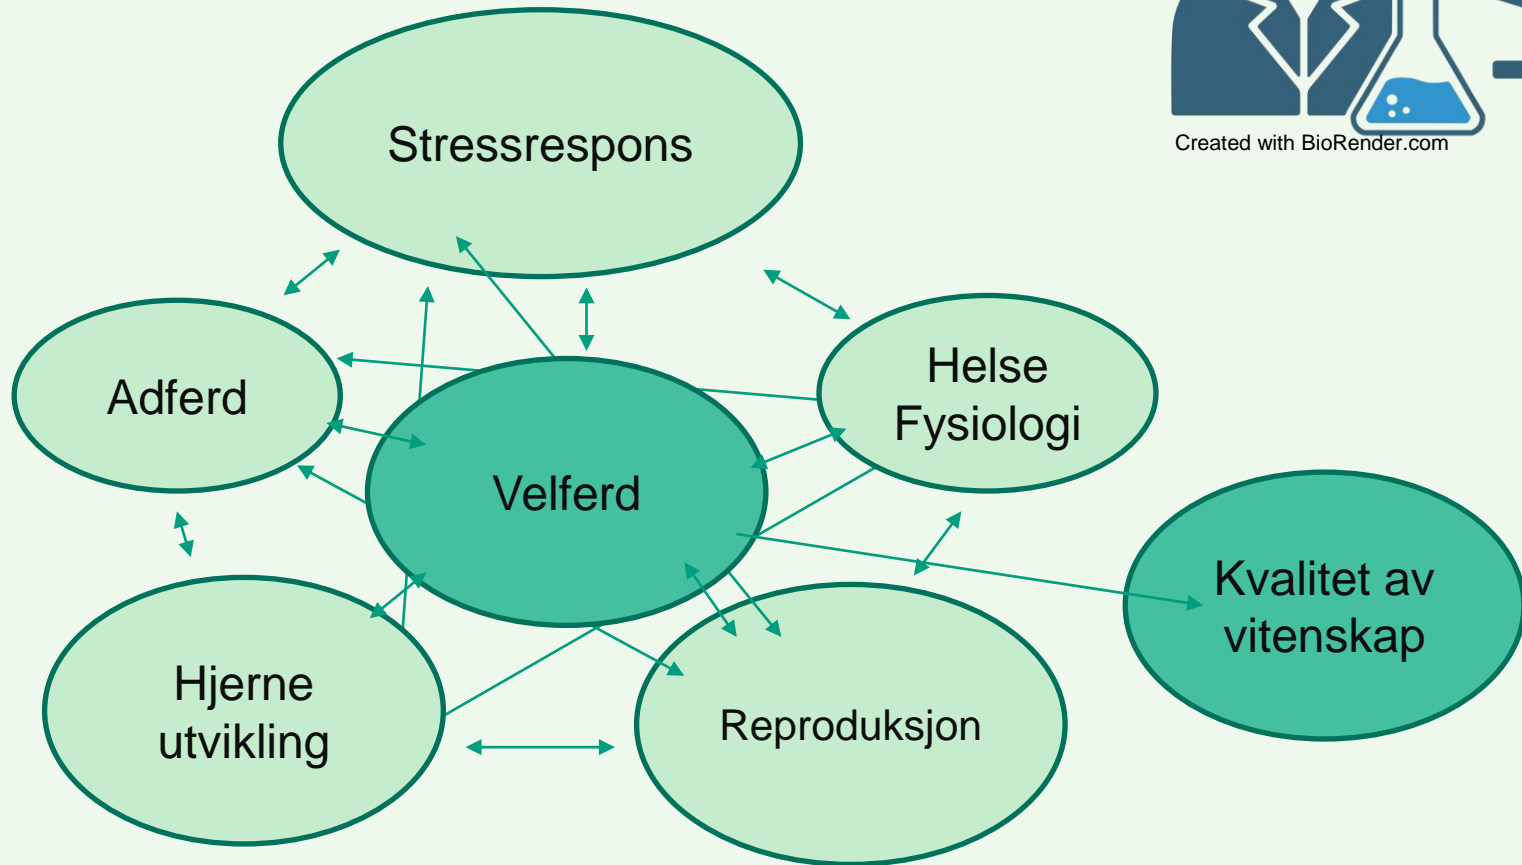 Created with BioRender.com
Stressrespons
Adferd
Helse
Fysiologi
Velferd
Kvalitet av
vitenskap
Hjerne
utvikling
Reproduksjon